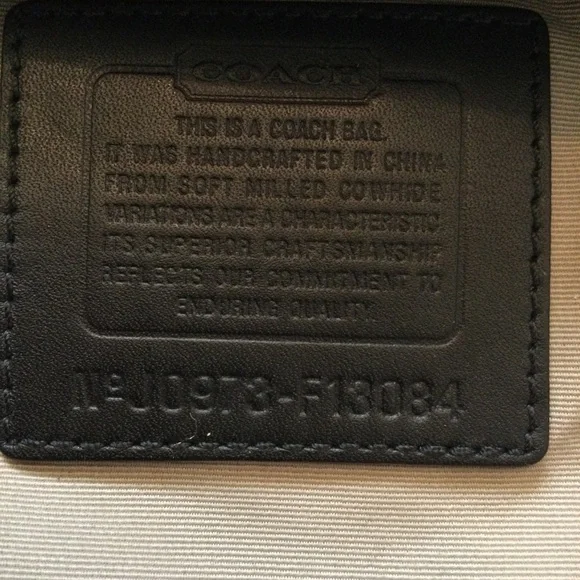 COACH
THIS IS A COACH BAG.
IT WAS HANDCRAFTED IN CHINA
FROM SOFT MILLED COWHIDE
VARIATIONS ARE A CHARACTERISTIC
ITS SUPERIOR CRAFTSMANSHIP
REFLECTS OUR COMMITMENT TO
ENDURING QUALITY.
Nº J0973-F13084